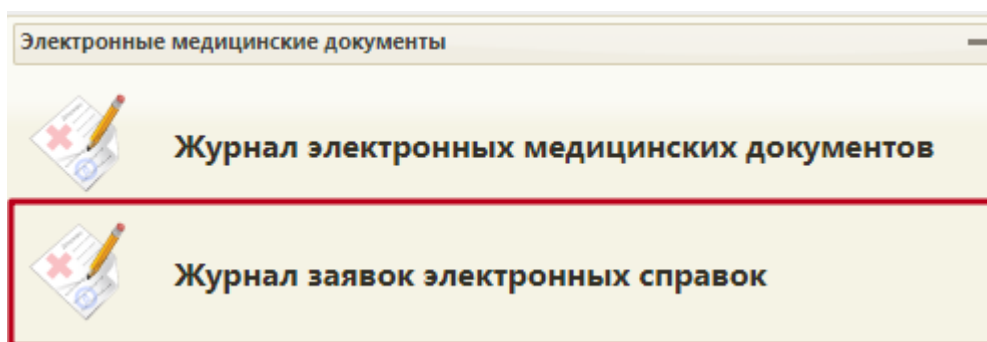 Электронные медицинские документы
Журнал электронных медицинских документов
Журнал заявок электронных справок